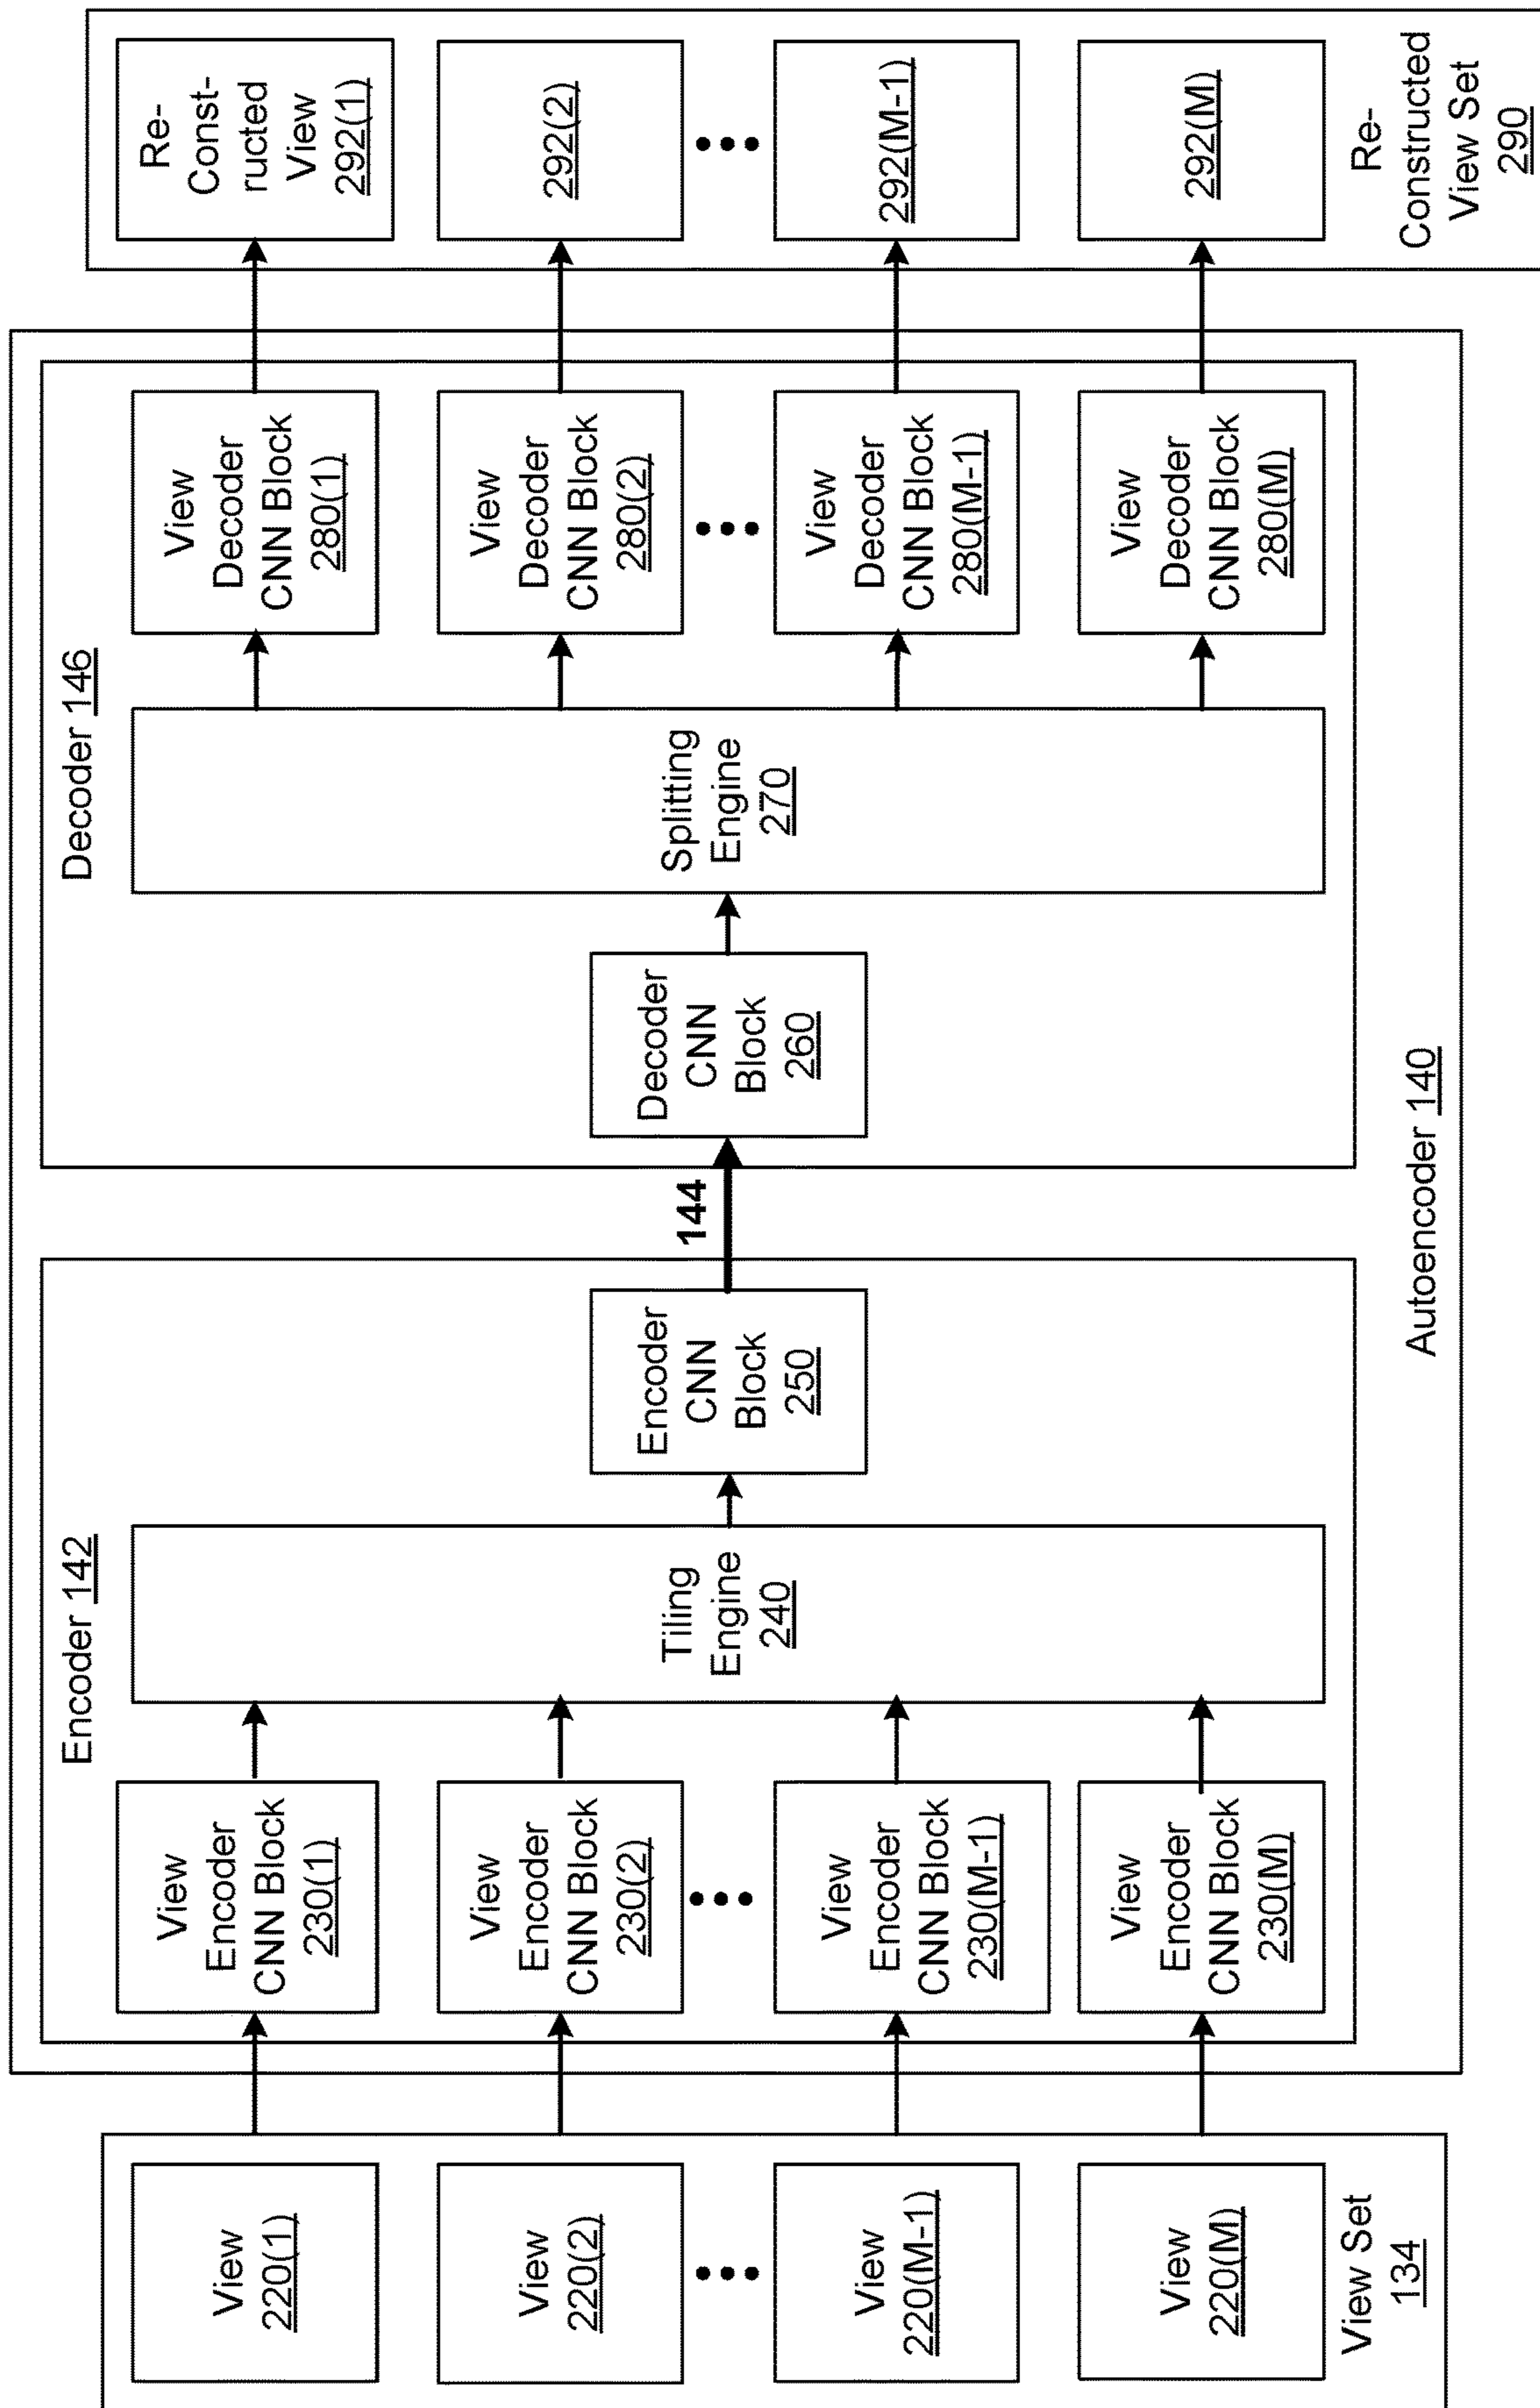 View
220(1)
View
220(2)
View
220(M-1)
View
220(M)
View Set
134
Encoder 142
View
Encoder
CNN Block
230(1)
View
Encoder
CNN Block
230(2)
View
Encoder
CNN Block
230(M-1)
View
Encoder
CNN Block
230(M)
Tiling
Engine
240
Encoder
CNN
Block
250
144
Decoder 146
Decoder
CNN
Block
260
Splitting
Engine
270
View
Decoder
CNN Block
280(1)
View
Decoder
CNN Block
280(2)
View
Decoder
CNN Block
280(M-1)
View
Decoder
CNN Block
280(M)
Autoencoder 140
Re-
Const-
ructed
View
292(1)
292(2)
292(M-1)
292(M)
Re-
Constructed
View Set
290